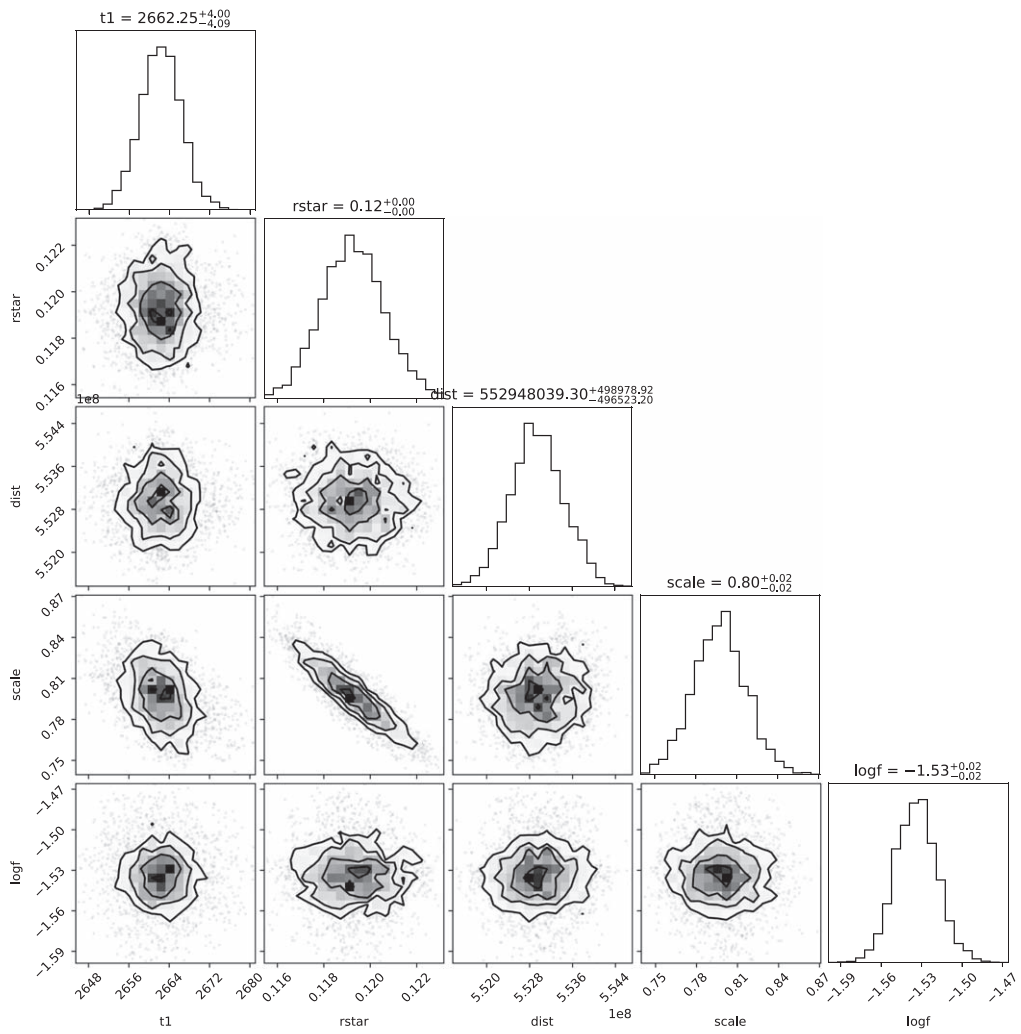 t1 = 2662.25+4.00−4.09
rstar = 0.12+0.00−0.00
rstar
0.122
0.120
0.118
0.116
dist = 552948039.30+498978.92−496523.20
1e8
dist
5.544
5.536
5.528
5.520
scale = 0.80+0.02−0.02
scale
0.87
0.84
0.81
0.78
0.75
logf = −1.53+0.02−0.02
logf
−1.47
−1.50
−1.53
−1.56
−1.59
2648 2656 2664 2672 2680
0.116 0.118 0.120 0.122
5.520 5.528 5.536 5.544
0.75 0.78 0.81 0.84 0.87
−1.59 −1.56 −1.53 −1.50 −1.47
1e8
t1 rstar dist scale logf